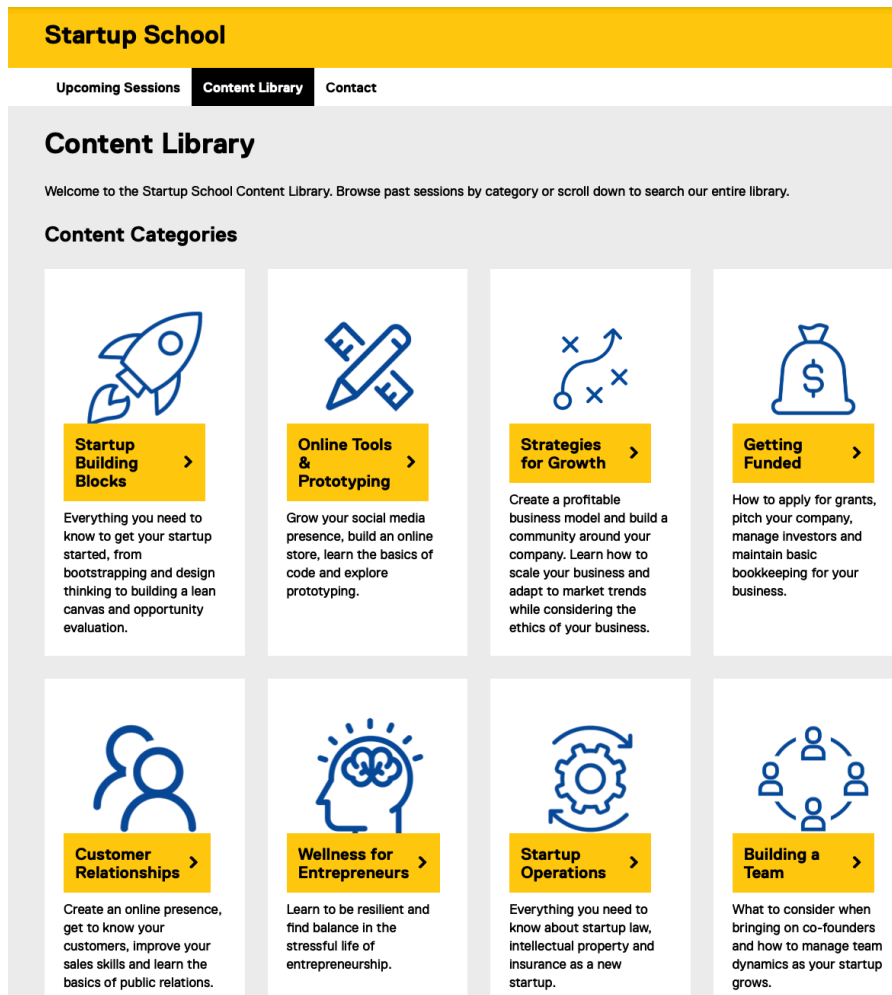 Startup School
Upcoming Sessions Content Library Contact
Content Library
Welcome to the Startup School Content Library. Browse past sessions by category or scroll down to search our entire library.
Content Categories
Startup
Building
Blocks
Everything you need to
know to get your startup
started, from
bootstrapping and design
thinking to building a lean
canvas and opportunity
evaluation.
Online Tools
&
Prototyping
Grow your social media
presence, build an online
store, learn the basics of
code and explore
prototyping.
Strategies
for Growth
Create a profitable
business model and build a
community around your
company. Learn how to
scale your business and
adapt to market trends
while considering the
ethics of your business.
$
Getting
Funded
How to apply for grants,
pitch your company,
manage investors and
maintain basic
bookkeeping for your
business.
Customer
Relationships
Create an online presence,
get to know your
customers, improve your
sales skills and learn the
basics of public relations.
Wellness for
Entrepreneurs
Learn to be resilient and
find balance in the
stressful life of
entrepreneurship.
Startup
Operations
Everything you need to
know about startup law,
intellectual property and
insurance as a new
startup.
Building a
Team
What to consider when
bringing on co-founders
and how to manage team
dynamics as your startup
grows.